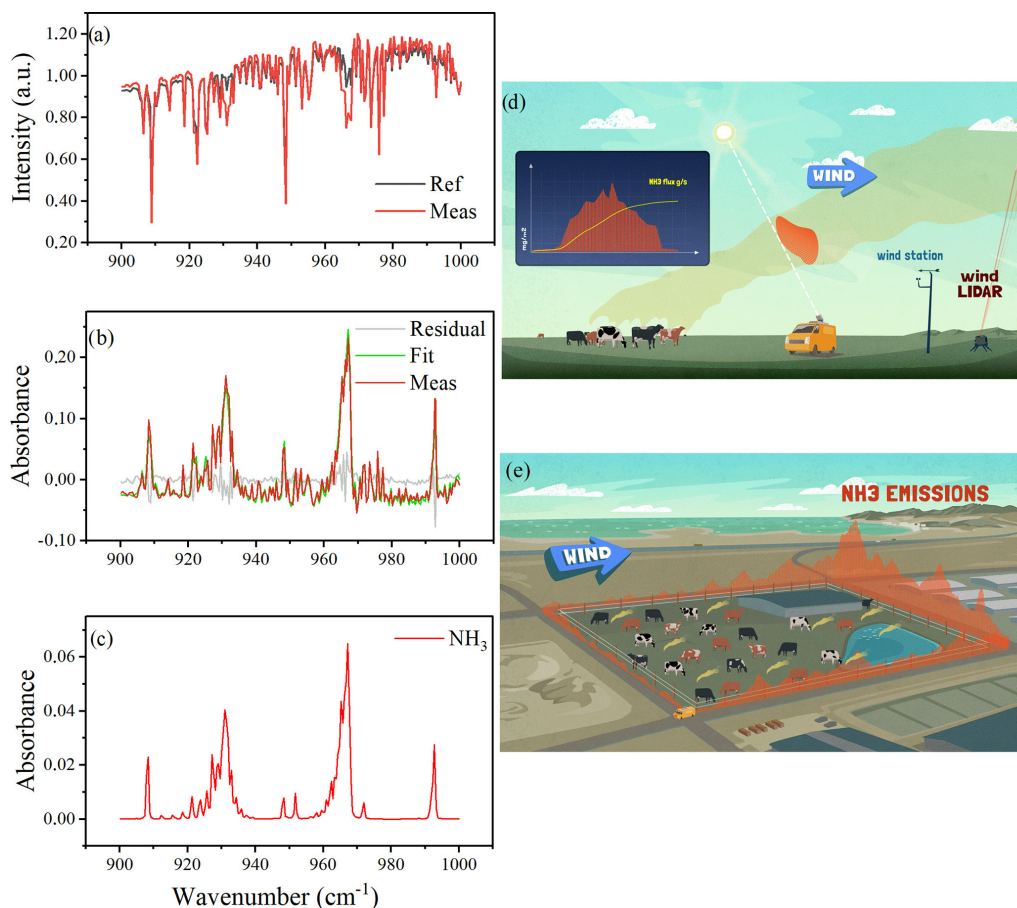 (a)
Intensity (a.u.)
1.20
1.00
0.80
0.60
0.40
0.20
Ref
Meas
900
920
940
960
980
1000
(b)
Absorbance
0.20
0.10
0.00
-0.10
Residual
Fit
Meas
900
920
940
960
980
1000
(c)
Absorbance
0.06
0.04
0.02
0.00
NH₃
900
920
940
960
980
1000
Wavenumber (cm⁻¹)
(d)
NH3 flux g/s
mg/m2
WIND
wind station
wind
LIDAR
(e)
NH3 EMISSIONS
WIND